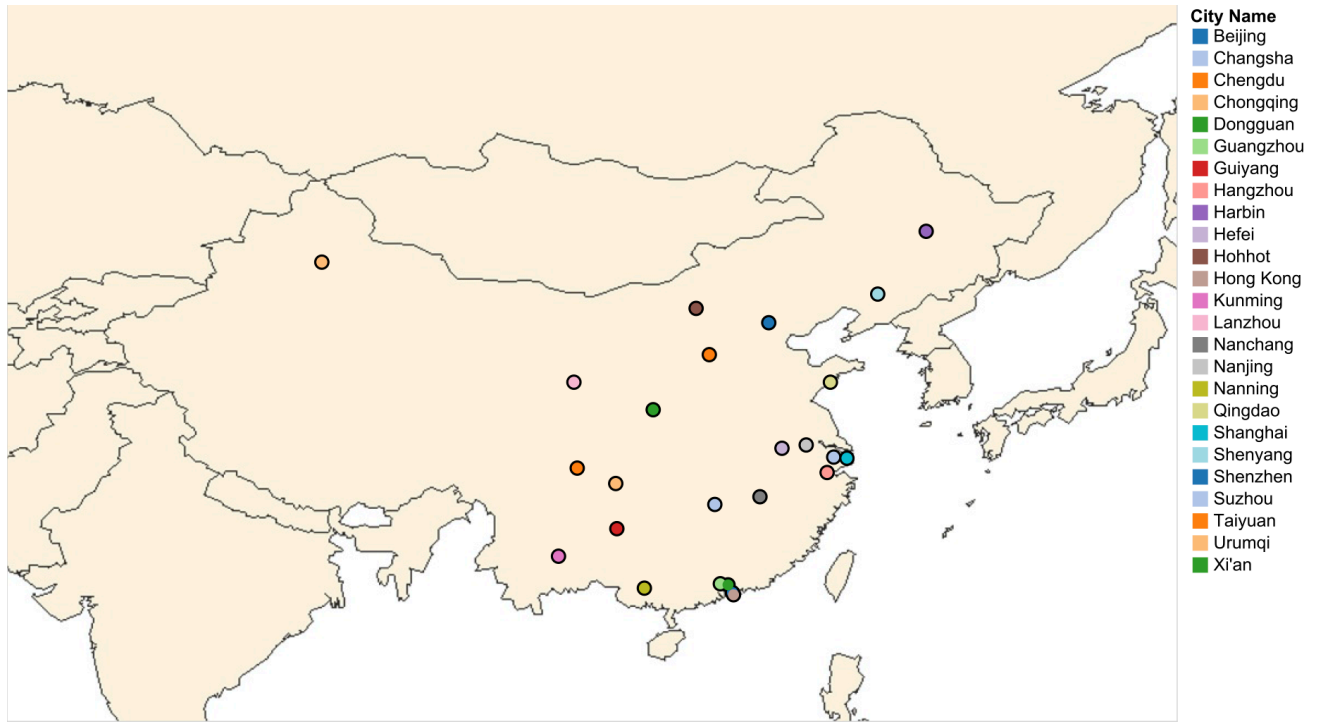 City Name
Beijing
Changsha
Chengdu
Chongqing
Dongguan
Guangzhou
Guiyang
Hangzhou
Harbin
Hefei
Hohhot
Hong Kong
Kunming
Lanzhou
Nanchang
Nanjing
Nanning
Qingdao
Shanghai
Shenyang
Shenzhen
Suzhou
Taiyuan
Urumqi
Xi'an